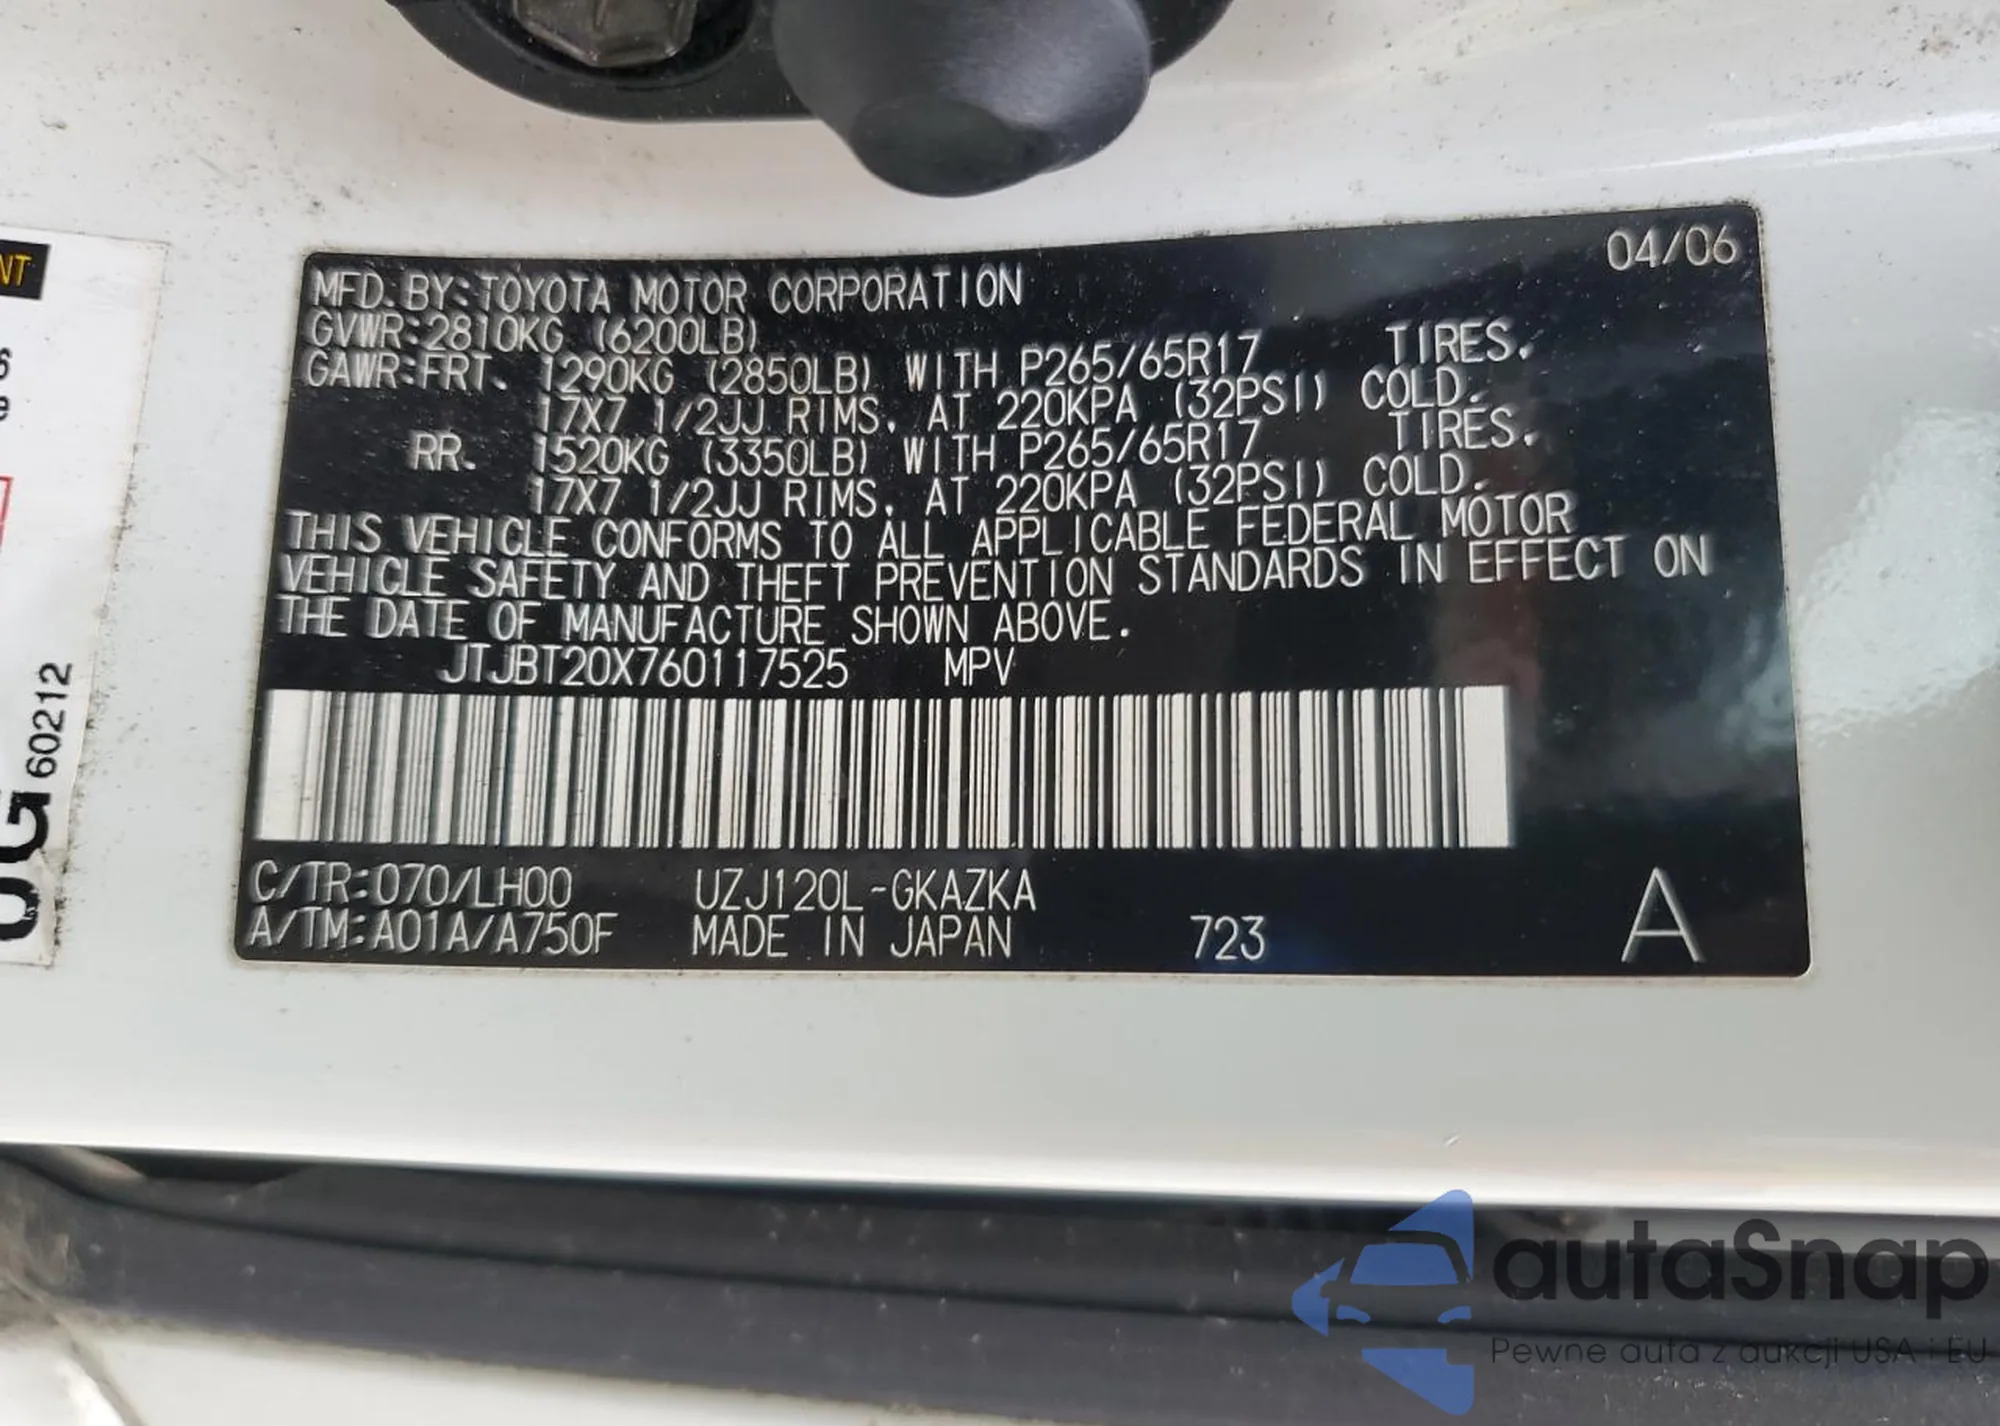 04/06
MFD. BY: TOYOTA MOTOR CORPORATION
GVWR: 2810KG (6200LB)
GAWR: FRT. 1290KG (2850LB) WITH P265/65R17 TIRES.
17X7 1/2JJ RIMS. AT 220KPA (32PSI) COLD.
RR. 1520KG (3350LB) WITH P265/65R17 TIRES.
17X7 1/2JJ RIMS. AT 220KPA (32PSI) COLD.
THIS VEHICLE CONFORMS TO ALL APPLICABLE FEDERAL MOTOR
VEHICLE SAFETY AND THEFT PREVENTION STANDARDS IN EFFECT ON
THE DATE OF MANUFACTURE SHOWN ABOVE.
JTJBT20X760117525 MPV
C/TR: 070/LH00 UZJ120L-GKAZKA
A/TM: A01A/A750F MADE IN JAPAN 723 A
NT
60212
autaSnap
Pewne auta z aukcji USA i EU